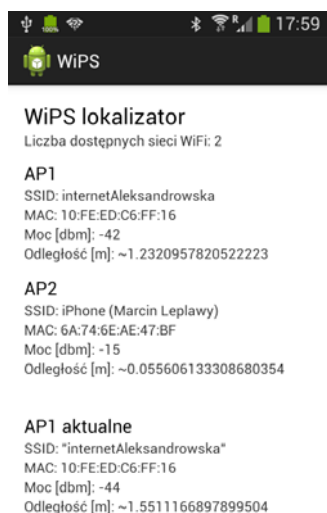 100%
R
17:59
WiPS
WiPS lokalizator
Liczba dostępnych sieci WiFi: 2
AP1
SSID: internetAleksandrowska
MAC: 10:FE:ED:C6:FF:16
Moc [dbm]: -42
Odległość [m]: ~1.2320957820522223
AP2
SSID: iPhone (Marcin Leplawy)
MAC: 6A:74:6E:AE:47:BF
Moc [dbm]: -15
Odległość [m]: ~0.055606133308680354
AP1 aktualne
SSID: "internetAleksandrowska"
MAC: 10:FE:ED:C6:FF:16
Moc [dbm]: -44
Odległość [m]: ~1.5511166897899504